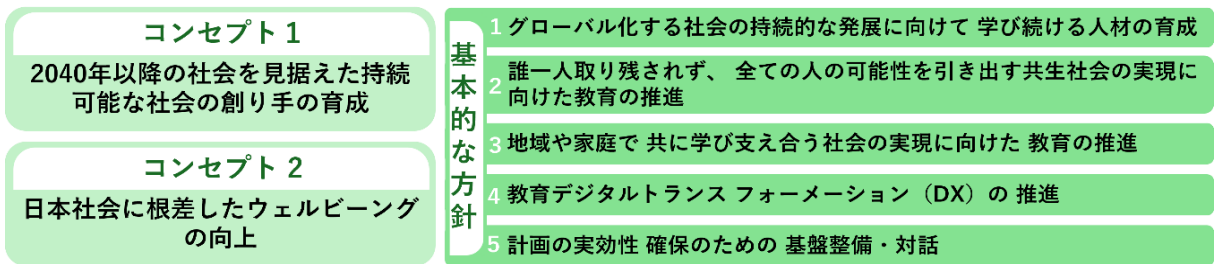 コンセプト 1
2040年以降の社会を見据えた持続
可能な社会の創り手の育成
コンセプト 2
日本社会に根差したウェルビーイング
の向上
基本的な方針
1 グローバル化する社会の持続的な発展に向けて 学び続ける人材の育成
2 誰一人取り残されず、 全ての人の可能性を引き出す共生社会の実現に
向けた教育の推進
3 地域や家庭で 共に学び支え合う社会の実現に向けた 教育の推進
4 教育デジタルトランス フォーメーション（DX）の 推進
5 計画の実効性 確保のための 基盤整備・対話